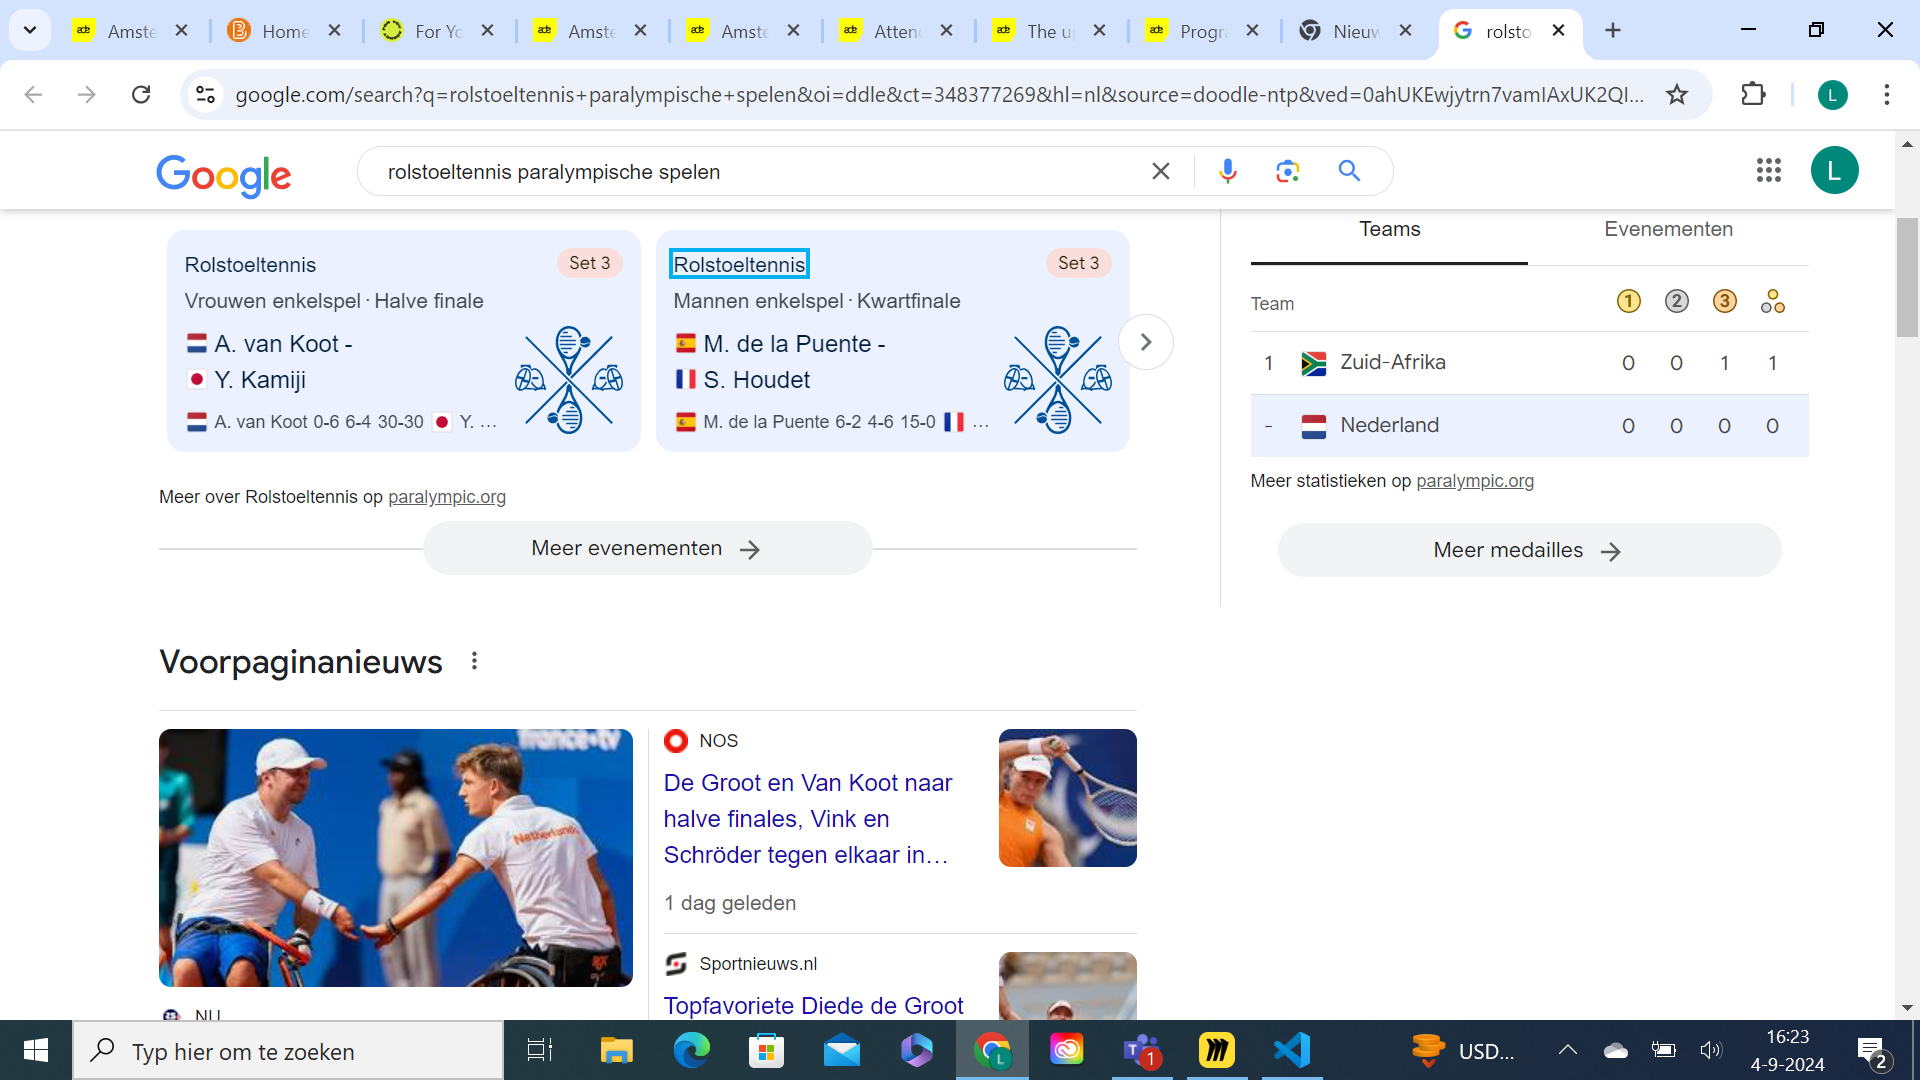 Amste
Home
For Yo
Amste
Amste
Atten
The up
Progra
Nieuw
rolsto
google.com/search?q=rolstoeltennis+paralympische+spelen&oi=ddle&ct=348377269&hl=nl&source=doodle-ntp&ved=0ahUKEwjytrn7vamIAxUK2QI...
L
Google
rolstoeltennis paralympische spelen
L
Rolstoeltennis
Set 3
Vrouwen enkelspel · Halve finale
A. van Koot -
Y. Kamiji
A. van Koot 0-6 6-4 30-30 Y. ...
Rolstoeltennis
Set 3
Mannen enkelspel · Kwartfinale
M. de la Puente -
S. Houdet
M. de la Puente 6-2 4-6 15-0 ...
Meer over Rolstoeltennis op paralympic.org
Meer evenementen
Teams
Evenementen
Team 1 2 3
1 Zuid-Afrika 0 0 1 1
- Nederland 0 0 0 0
Meer statistieken op paralympic.org
Meer medailles
Voorpaginanieuws
france•tv
Netherlands
NU
NOS
De Groot en Van Koot naar
halve finales, Vink en
Schröder tegen elkaar in...
1 dag geleden
Sportnieuws.nl
Topfavoriete Diede de Groot
Typ hier om te zoeken
L
1
USD...
16:23
4-9-2024
2